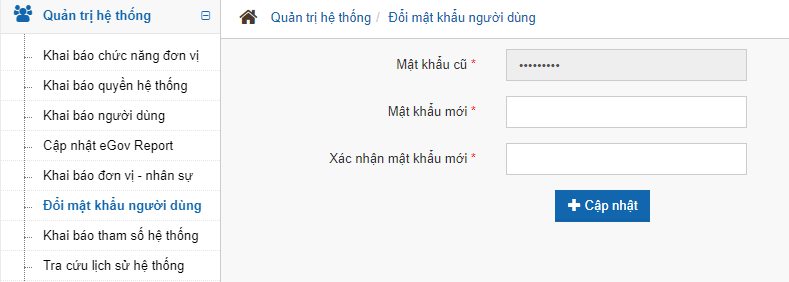 Quản trị hệ thống
Khai báo chức năng đơn vị
Khai báo quyền hệ thống
Khai báo người dùng
Cập nhật eGov Report
Khai báo đơn vị - nhân sự
Đổi mật khẩu người dùng
Khai báo tham số hệ thống
Tra cứu lịch sử hệ thống
Quản trị hệ thống / Đổi mật khẩu người dùng
Mật khẩu cũ * •••••••••
Mật khẩu mới *
Xác nhận mật khẩu mới *
Cập nhật